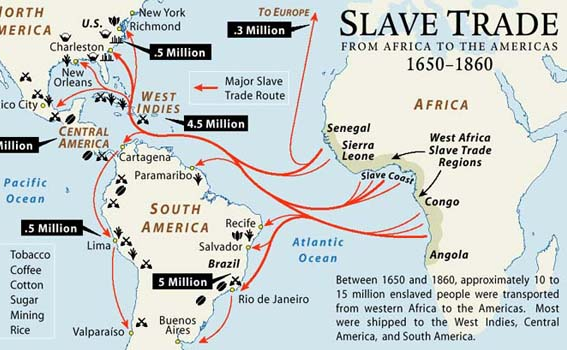 SLAVE TRADE
FROM AFRICA TO THE AMERICAS
1650–1860
NORTH
AMERICA
U.S.
New York
Richmond
Charleston
New
Orleans
City
.5 Million
TO EUROPE
.3 Million
Major Slave
Trade Route
WEST
INDIES
4.5 Million
CENTRAL
AMERICA
Million
Pacific
Ocean
Cartagena
Paramaribo
SOUTH
AMERICA
.5 Million
Lima
Recife
Salvador
Brazil
5 Million
Rio de Janeiro
Buenos
Aires
Valparaíso
Atlantic
Ocean
AFRICA
Senegal
Sierra
Leone
West Africa
Slave Trade
Regions
Slave Coast
Congo
Angola
Tobacco
Coffee
Cotton
Sugar
Mining
Rice
Between 1650 and 1860, approximately 10 to
15 million enslaved people were transported
from western Africa to the Americas. Most
were shipped to the West Indies, Central
America, and South America.